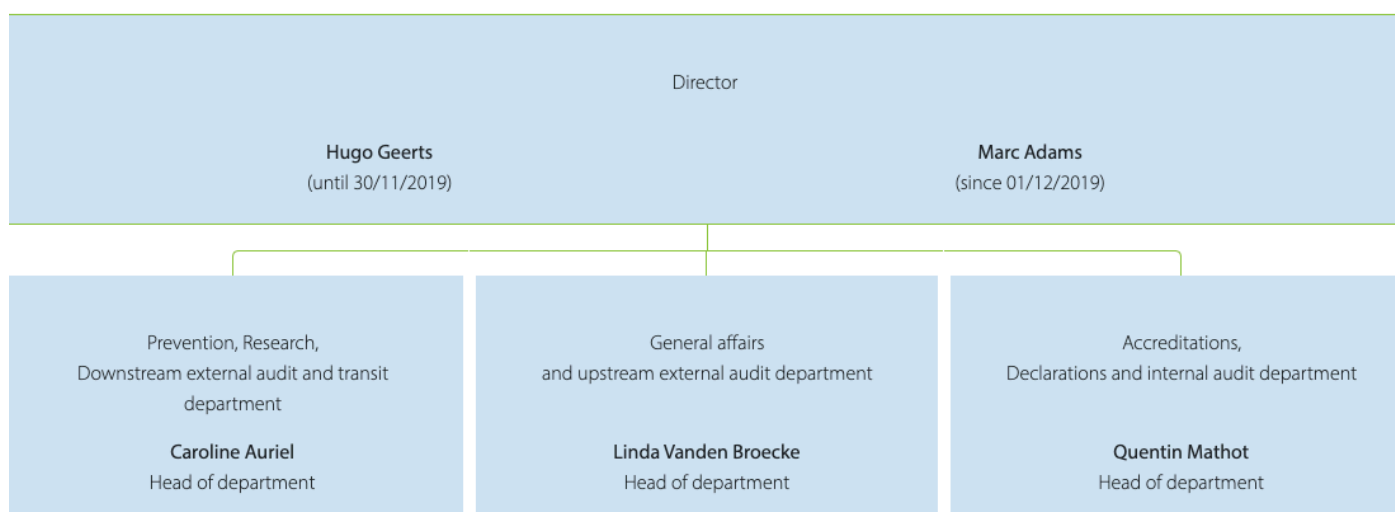 Director
Hugo Geerts
(until 30/11/2019)
Marc Adams
(since 01/12/2019)
Prevention, Research,
Downstream external audit and transit
department
Caroline Auriel
Head of department
General affairs
and upstream external audit department
Linda Vanden Broecke
Head of department
Accreditations,
Declarations and internal audit department
Quentin Mathot
Head of department